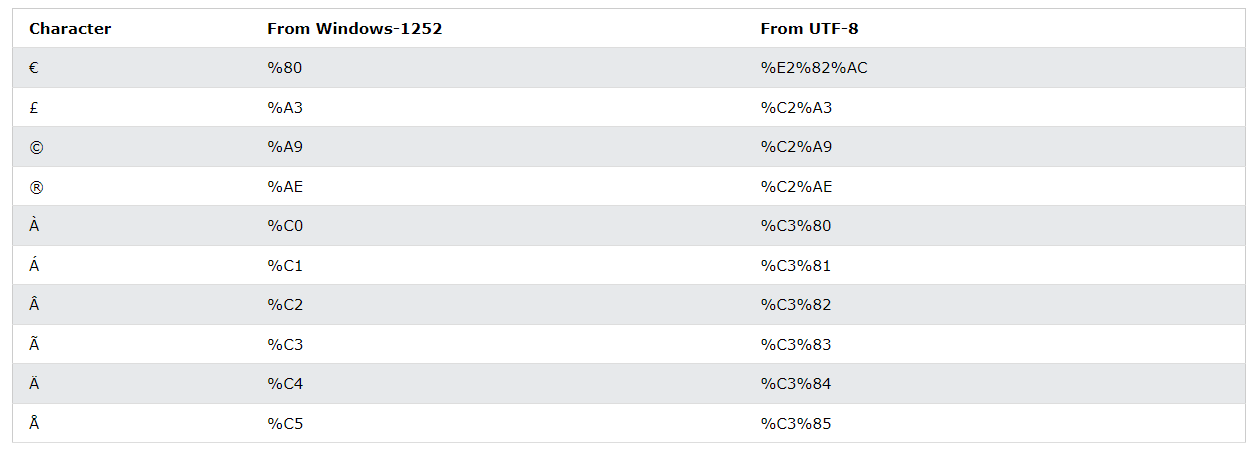 Character From Windows-1252 From UTF-8
€ %80 %E2%82%AC
£ %A3 %C2%A3
© %A9 %C2%A9
® %AE %C2%AE
À %C0 %C3%80
Á %C1 %C3%81
Â %C2 %C3%82
Ã %C3 %C3%83
Ä %C4 %C3%84
Å %C5 %C3%85